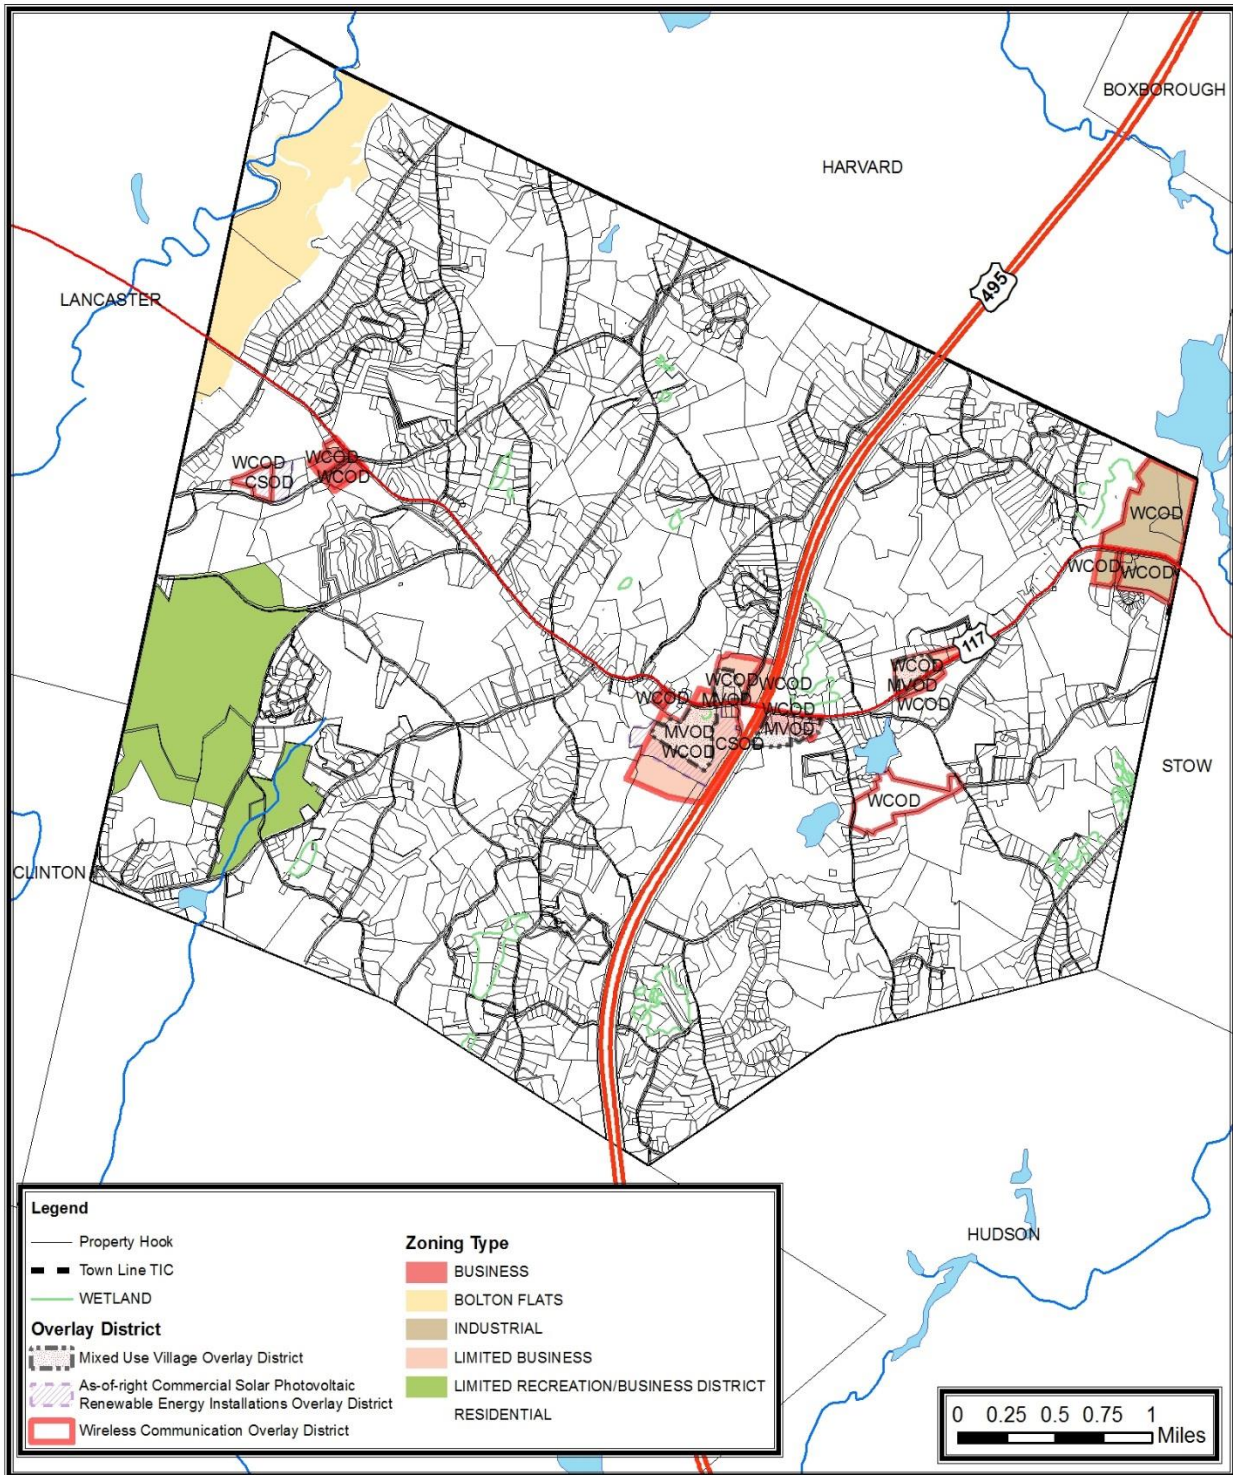 BOXBOROUGH
HARVARD
495
LANCASTER
WCOD
CSOD
WCOD
WCOD
WCOD
WCOD
WCOD
117
WCOD
MVOD
WCOD
WCOD
WCOD
WCOD
MVOD
WCOD
MVOD
MVOD
WCOD
CSOD
STOW
WCOD
CLINTON
HUDSON
Legend
Property Hook
Town Line TIC
WETLAND
Overlay District
Mixed Use Village Overlay District
As-of-right Commercial Solar Photovoltaic
Renewable Energy Installations Overlay District
Wireless Communication Overlay District
Zoning Type
BUSINESS
BOLTON FLATS
INDUSTRIAL
LIMITED BUSINESS
LIMITED RECREATION/BUSINESS DISTRICT
RESIDENTIAL
0 0.25 0.5 0.75 1
Miles